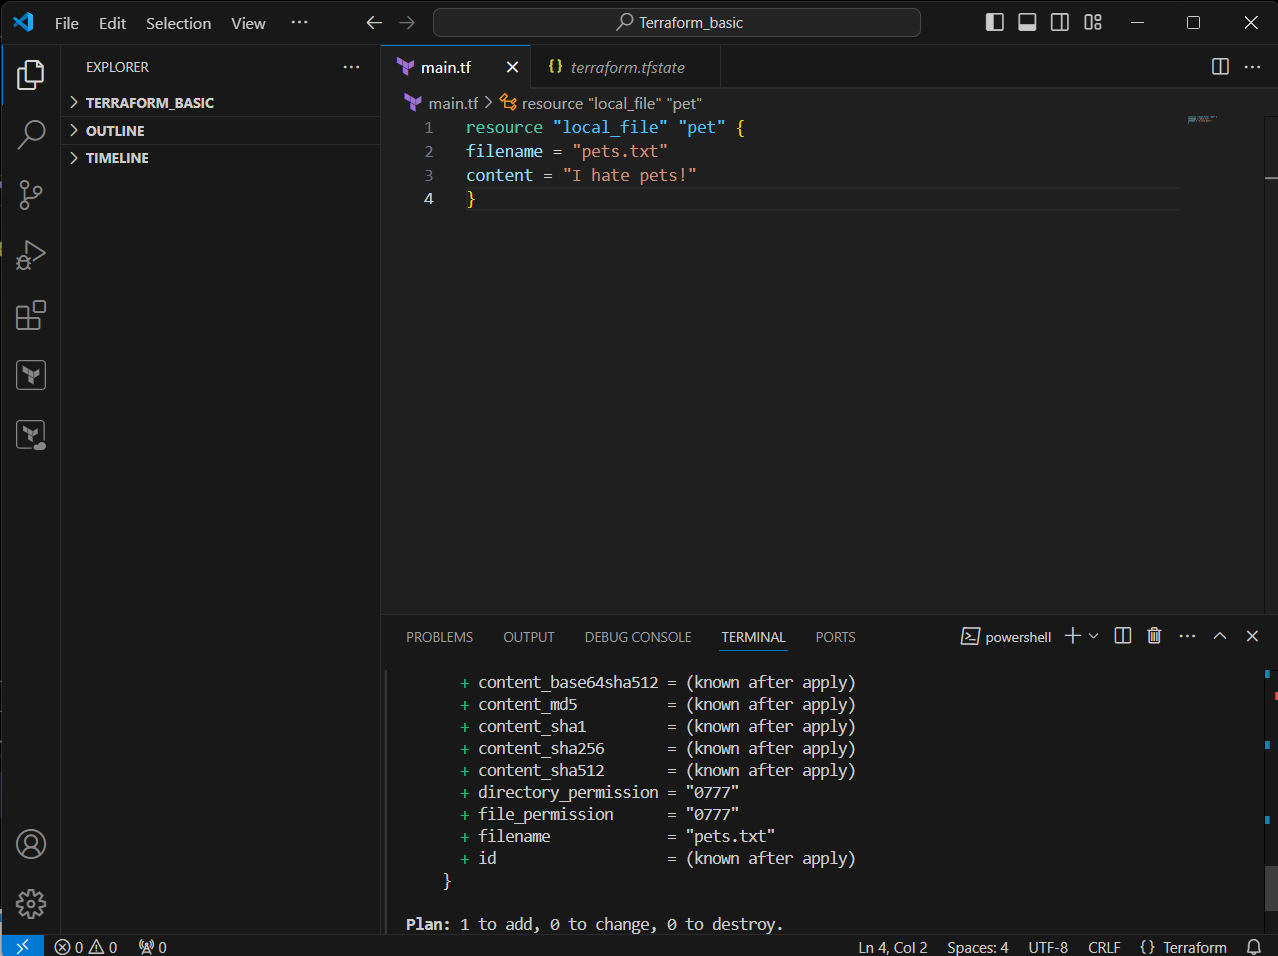 File Edit Selection View ···
Terraform_basic
EXPLORER ···
TERRAFORM_BASIC
OUTLINE
TIMELINE
main.tf
{} terraform.tfstate
main.tf > resource "local_file" "pet"
1 resource "local_file" "pet" {
2 filename = "pets.txt"
3 content = "I hate pets!"
4 }
PROBLEMS OUTPUT DEBUG CONSOLE TERMINAL PORTS
powershell
+ content_base64sha512 = (known after apply)
+ content_md5 = (known after apply)
+ content_sha1 = (known after apply)
+ content_sha256 = (known after apply)
+ content_sha512 = (known after apply)
+ directory_permission = "0777"
+ file_permission = "0777"
+ filename = "pets.txt"
+ id = (known after apply)
}
Plan: 1 to add, 0 to change, 0 to destroy.
0 0 0 Ln 4, Col 2 Spaces: 4 UTF-8 CRLF {} Terraform